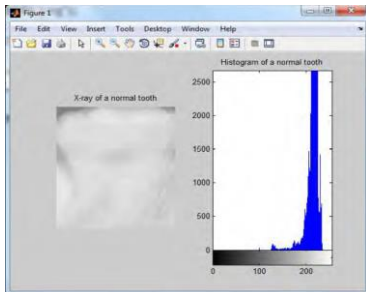 Figure 1
File Edit View Insert Tools Desktop Window Help
X-ray of a normal tooth
Histogram of a normal tooth
2500
2000
1500
1000
500
0
0 100 200